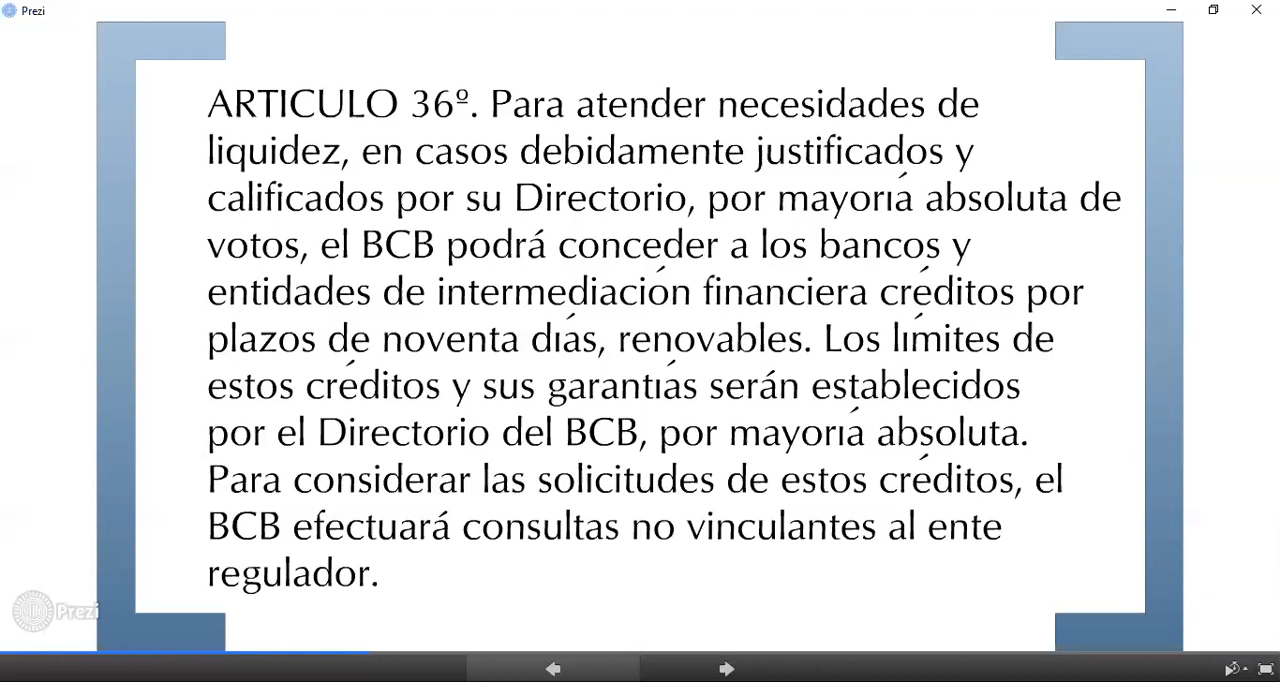 Prezi
ARTICULO 36º. Para atender necesidades de
liquidez, en casos debidamente justificados y
calificados por su Directorio, por mayoría absoluta de
votos, el BCB podrá conceder a los bancos y
entidades de intermediación financiera créditos por
plazos de noventa días, renovables. Los límites de
estos créditos y sus garantías serán establecidos
por el Directorio del BCB, por mayoría absoluta.
Para considerar las solicitudes de estos créditos, el
BCB efectuará consultas no vinculantes al ente
regulador.
Prezi